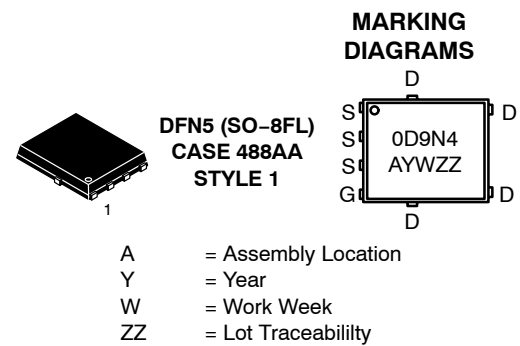 MARKING
DIAGRAMS
D
S
D
DFN5 (SO−8FL)
CASE 488AA
STYLE 1
0D9N4
AYWZZ
S
S
G
D
D
1
A = Assembly Location
Y = Year
W = Work Week
ZZ = Lot Traceabililty